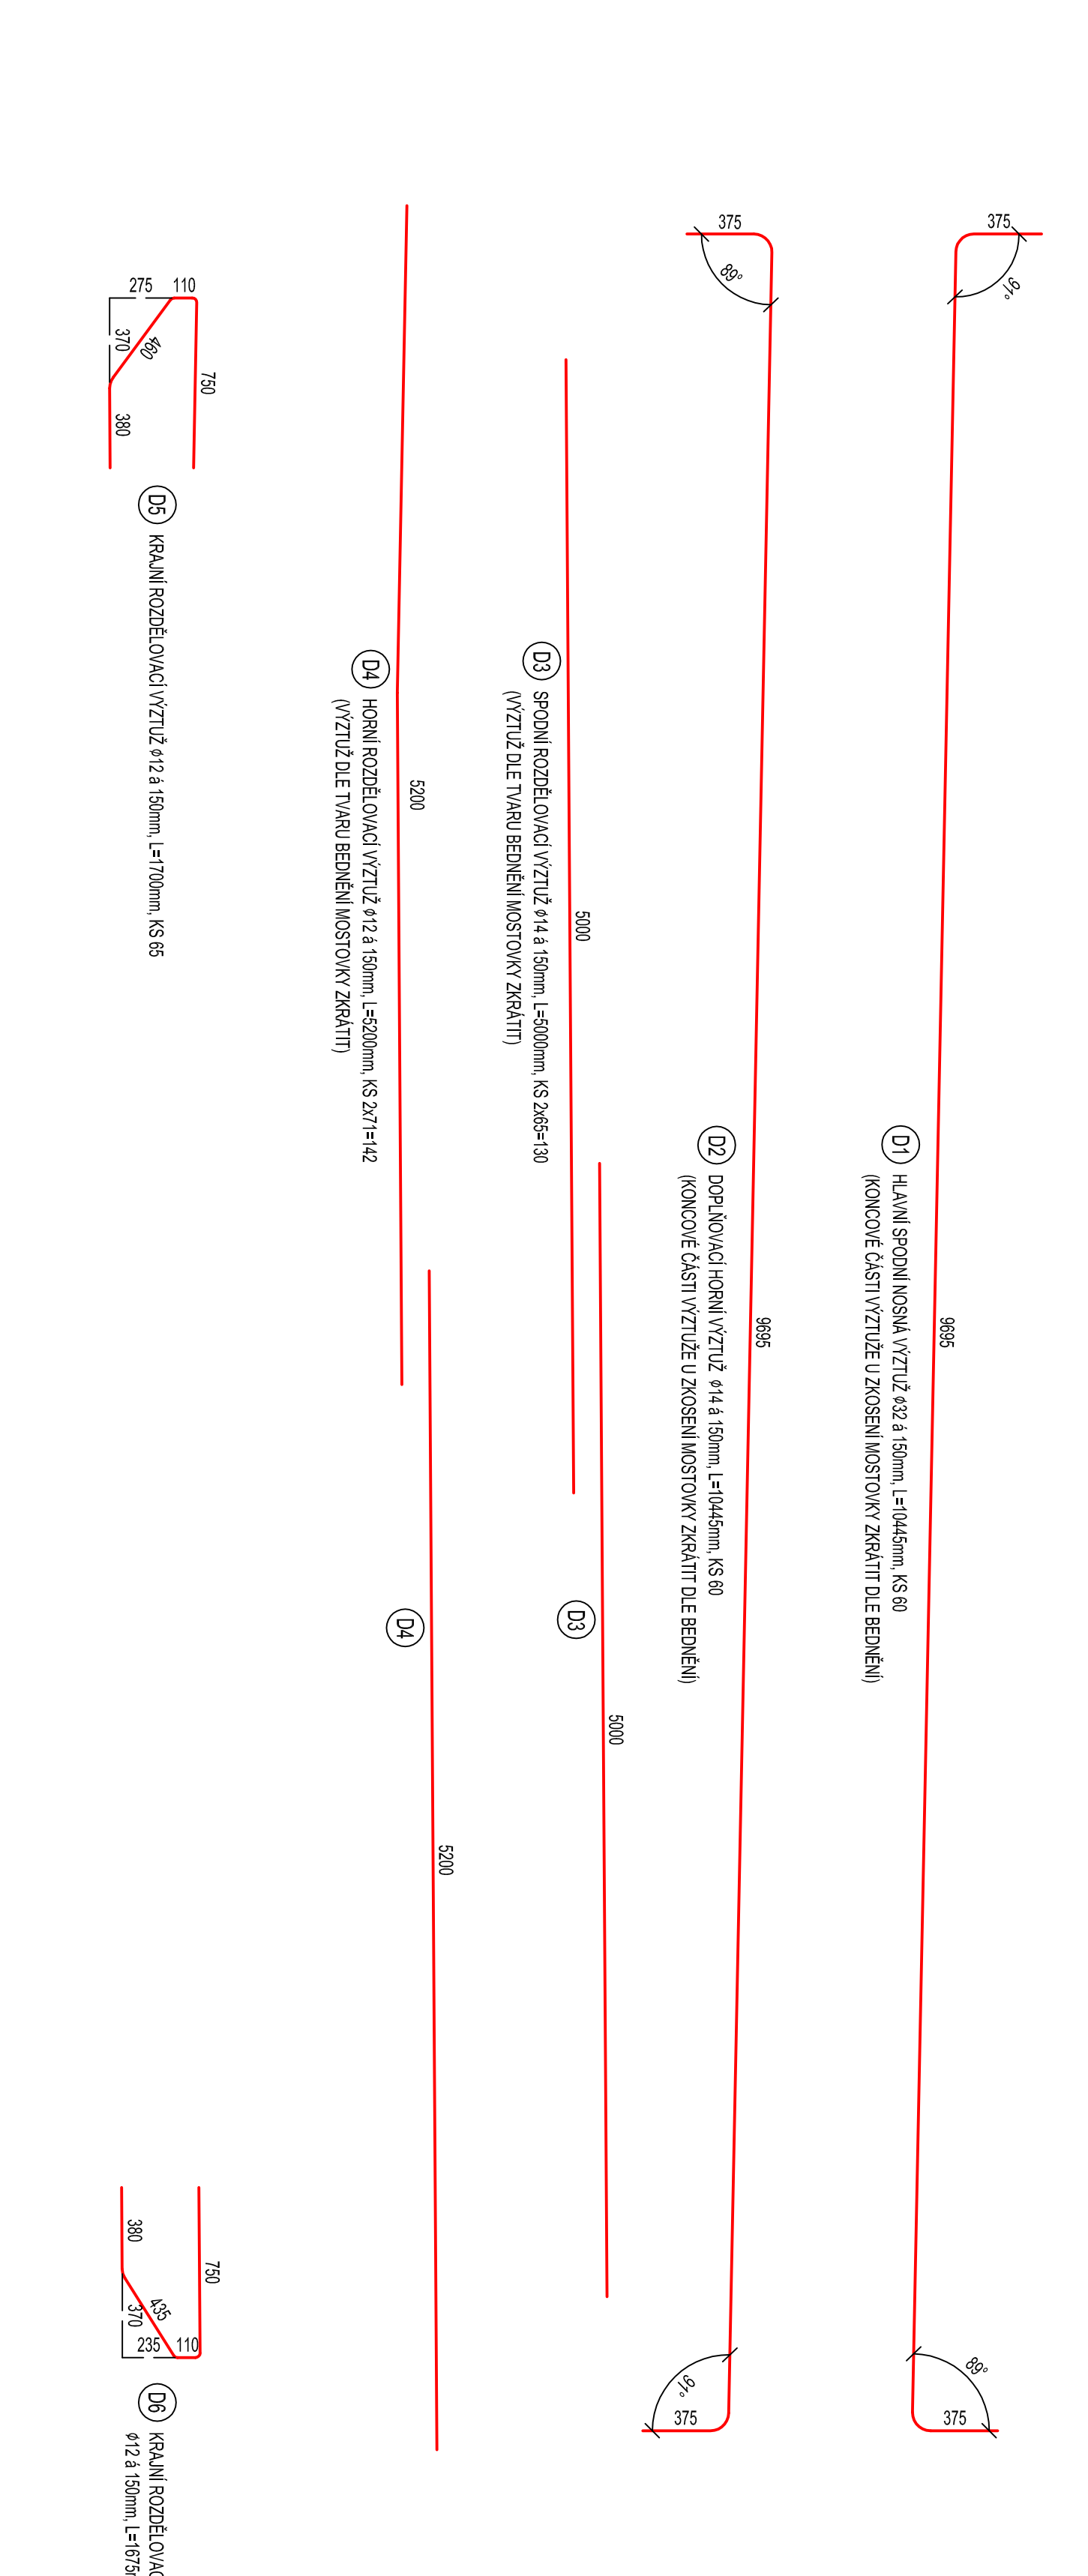 375
91°
D1
HLAVNÍ SPODNÍ NOSNÁ VÝZTUŽ ϕ32 á 150mm, L=10445mm, KS 60
(KONCOVÉ ČÁSTI VÝZTUŽE U ZKOSENÍ MOSTOVKY ZKRÁTIT DLE BEDNĚNÍ)
9695
89°
375
375
89°
D2
DOPLŇOVACÍ HORNÍ VÝZTUŽ ϕ14 á 150mm, L=10445mm, KS 60
(KONCOVÉ ČÁSTI VÝZTUŽE U ZKOSENÍ MOSTOVKY ZKRÁTIT DLE BEDNĚNÍ)
9695
91°
375
D3
SPODNÍ ROZDĚLOVACÍ VÝZTUŽ ϕ14 á 150mm, L=5000mm, KS 2x65=130
(VÝZTUŽ DLE TVARU BEDNĚNÍ MOSTOVKY ZKRÁTIT)
5000
D3
5000
D4
HORNÍ ROZDĚLOVACÍ VÝZTUŽ ϕ12 á 150mm, L=5200mm, KS 2x71=142
(VÝZTUŽ DLE TVARU BEDNĚNÍ MOSTOVKY ZKRÁTIT)
5200
D4
5200
275
110
370
460
750
380
D5
KRAJNÍ ROZDĚLOVACÍ VÝZTUŽ ϕ12 á 150mm, L=1700mm, KS 65
380
750
435
370
235
110
D6
KRAJNÍ ROZDĚLOVAC
ϕ12 á 150mm, L=1675